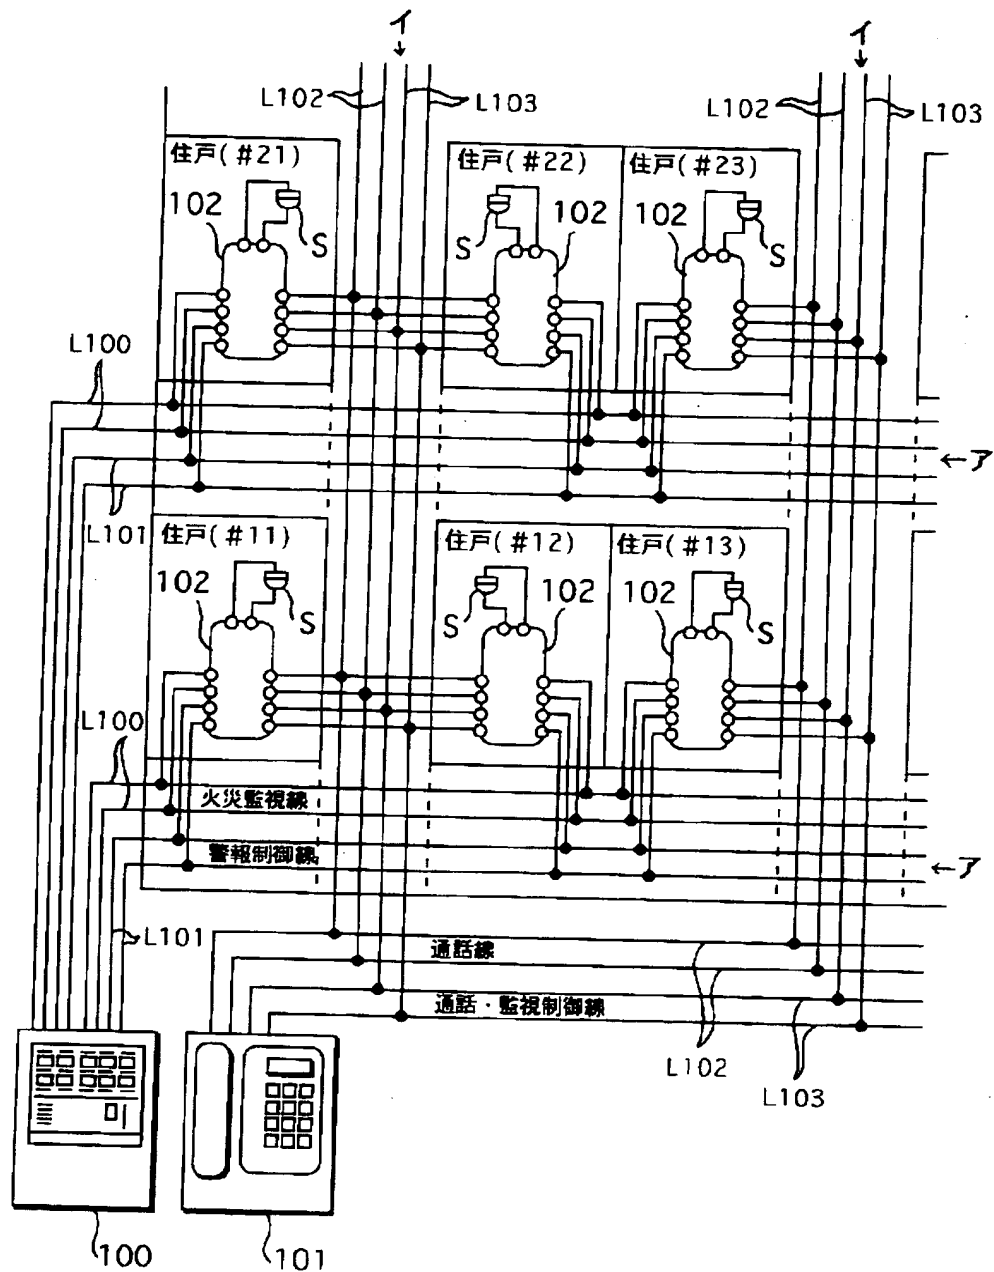 イ イ
L102 L103 L102 L103
住戸(#21) 住戸(#22) 住戸(#23)
102 S S 102 102 S
L100
←ア
L101 住戸(#11) 住戸(#12) 住戸(#13)
102 S S 102 102 S
L100
火災監視線
警報制御線
←ア
L101
通話線
通話・監視制御線
L102
L103
100 101